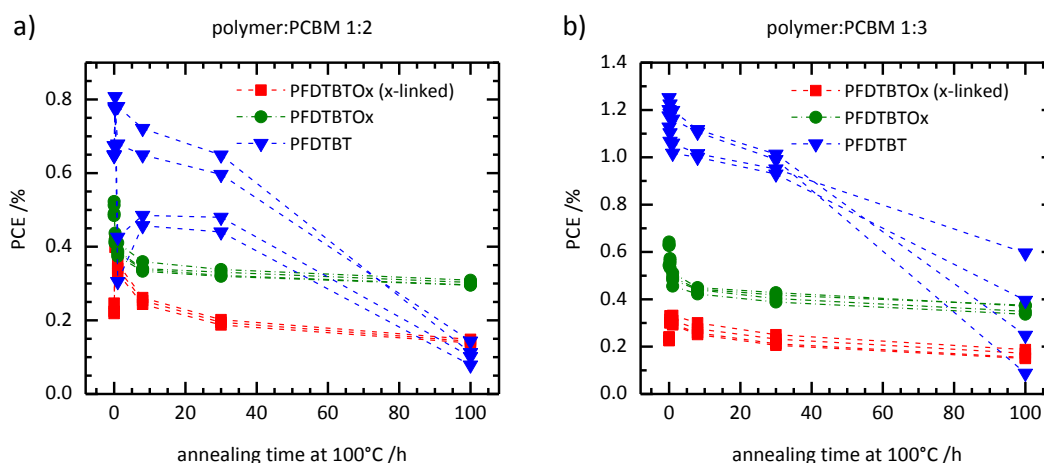 a)
polymer:PCBM 1:2
PFDTBTOx (x-linked)
PFDTBTOx
PFDTBT
PCE /%
0.8
0.6
0.4
0.2
0.0
0 20 40 60 80 100
annealing time at 100°C /h
b)
polymer:PCBM 1:3
PFDTBTOx (x-linked)
PFDTBTOx
PFDTBT
PCE /%
1.4
1.2
1.0
0.8
0.6
0.4
0.2
0.0
0 20 40 60 80 100
annealing time at 100°C /h